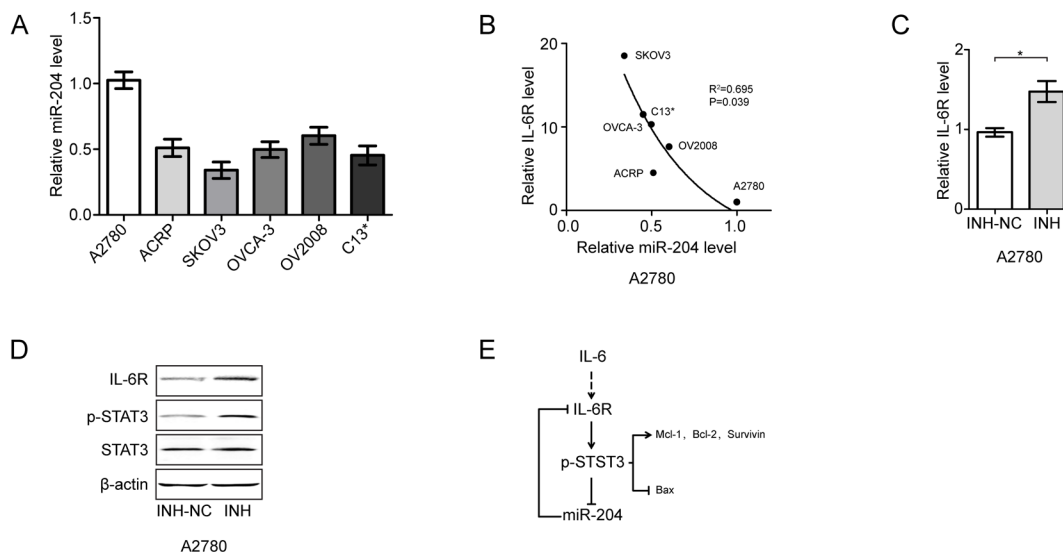 A
Relative miR-204 level
1.5
1.0
0.5
0.0
A2780
ACRP
SKOV3
OVCA-3
OV2008
C13*
B
Relative IL-6R level
20
10
0
SKOV3
R²=0.695
P=0.039
C13*
OVCA-3
OV2008
ACRP
A2780
0.0
0.5
1.0
Relative miR-204 level
A2780
C
Relative IL-6R level
2
1
0
*
INH-NC
INH
A2780
D
IL-6R
p-STAT3
STAT3
β-actin
INH-NC INH
A2780
E
IL-6
IL-6R
Mcl-1, Bcl-2, Survivin
p-STST3
Bax
miR-204